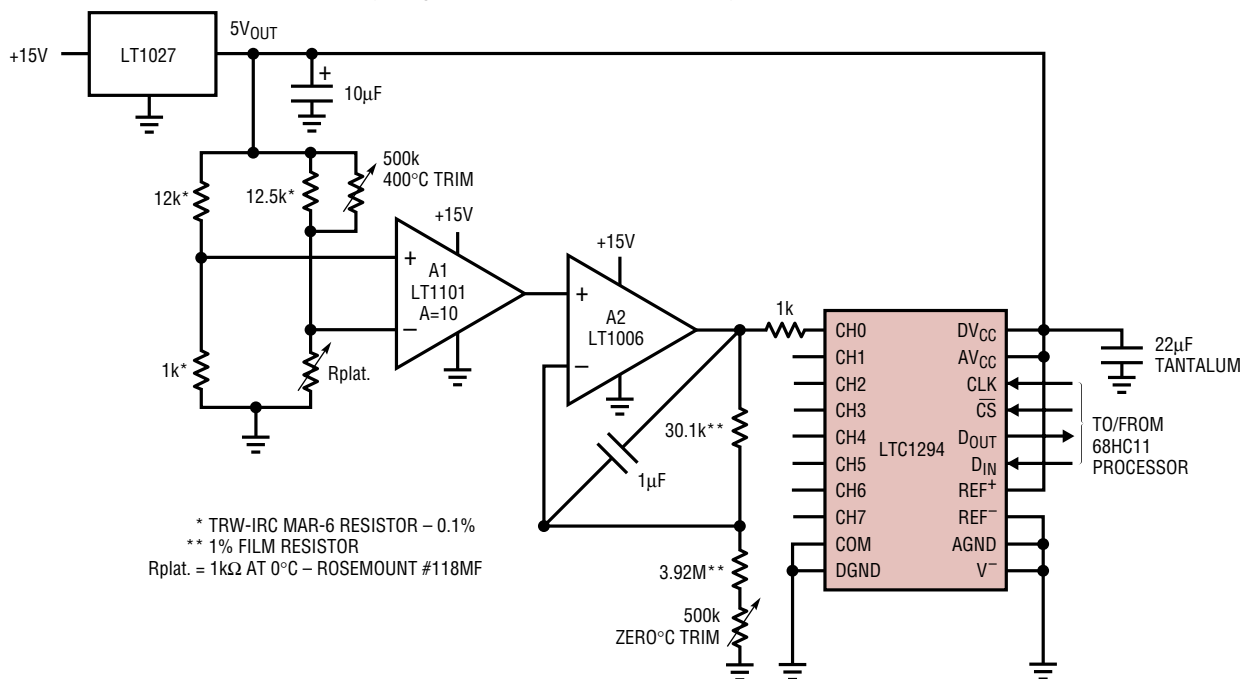 5VOUT
+15V
LT1027
+
10µF
500k
400°C TRIM
12k*
12.5k*
+15V
+
A1
LT1101
A=10
−
+15V
+
A2
LT1006
−
1k*
Rplat.
1k
30.1k**
1µF
3.92M**
500k
ZERO°C TRIM
CH0
CH1
CH2
CH3
CH4
CH5
CH6
CH7
COM
DGND
LTC1294
DVCC
AVCC
CLK
C̅S̅
DOUT
DIN
REF+
REF−
AGND
V−
22µF
TANTALUM
TO/FROM
68HC11
PROCESSOR
* TRW-IRC MAR-6 RESISTOR – 0.1%
** 1% FILM RESISTOR
Rplat. = 1kΩ AT 0°C – ROSEMOUNT #118MF